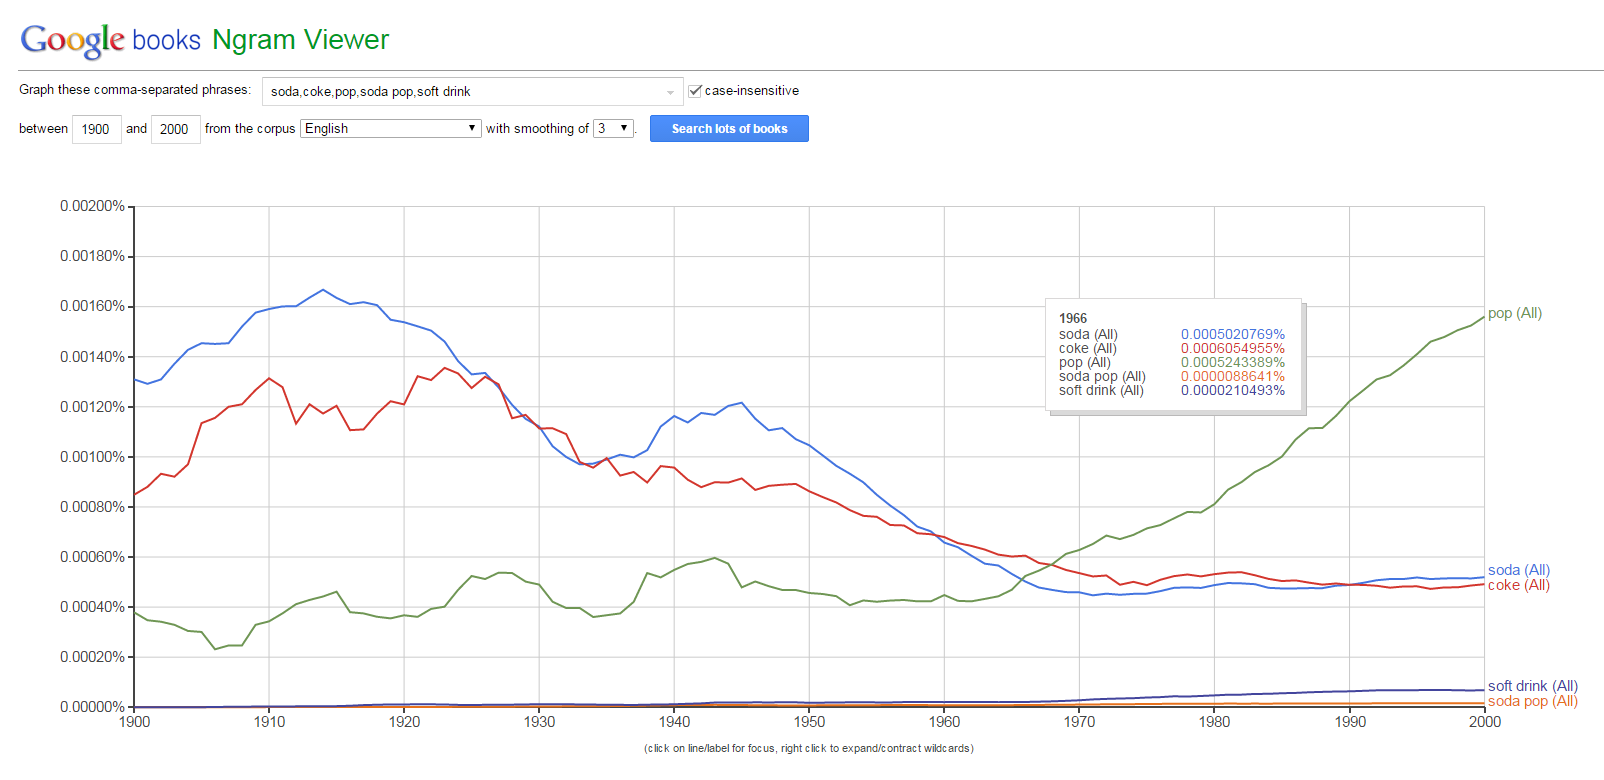 Google books Ngram Viewer
Graph these comma-separated phrases: soda,coke,pop,soda pop,soft drink case-insensitive
between 1900 and 2000 from the corpus English with smoothing of 3 . Search lots of books
0.00200%
0.00180%
0.00160%
0.00140%
0.00120%
0.00100%
0.00080%
0.00060%
0.00040%
0.00020%
0.00000%
1966
soda (All) 0.0005020769%
coke (All) 0.0006054955%
pop (All) 0.0005243389%
soda pop (All) 0.0000088641%
soft drink (All) 0.0000210493%
pop (All)
soda (All)
coke (All)
soft drink (All)
soda pop (All)
1900 1910 1920 1930 1940 1950 1960 1970 1980 1990 2000
(click on line/label for focus, right click to expand/contract wildcards)